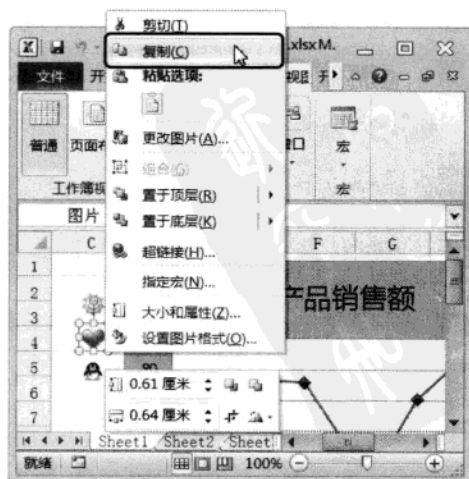 剪切(T)
复制(C)
.xlsx M.
文件
开
粘贴选项:
视图
开
普通
页面布
更改图片(A)...
窗口
宏
组合(G)
工作簿视
置于顶层(R)
宏
图片
置于底层(K)
C
超链接(H)...
F
G
1
指定宏(N)...
2
大小和属性(Z)...
产品销售额
3
设置图片格式(O)...
4
5
90
6
0.61 厘米
7
0.64 厘米
Sheet1
Sheet2
Sheet
就绪
100%